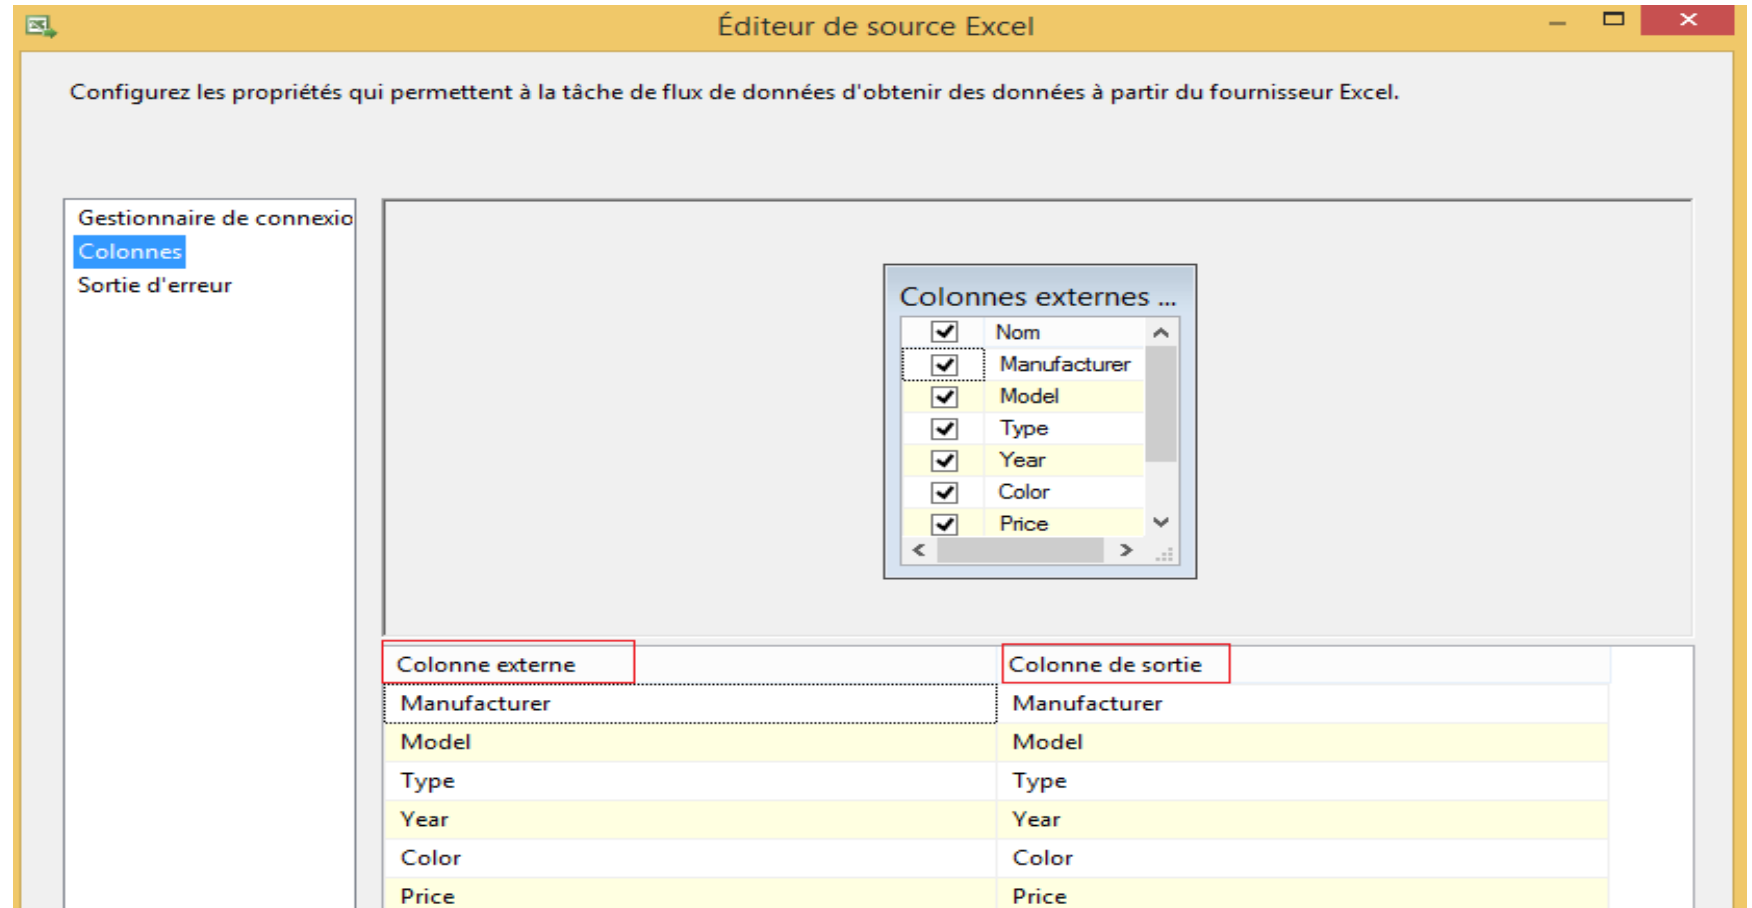 Éditeur de source Excel
Configurez les propriétés qui permettent à la tâche de flux de données d'obtenir des données à partir du fournisseur Excel.
Gestionnaire de connexio
Colonnes
Sortie d'erreur
Colonnes externes ...
Nom
Manufacturer
Model
Type
Year
Color
Price
Colonne externe Colonne de sortie
Manufacturer Manufacturer
Model Model
Type Type
Year Year
Color Color
Price Price